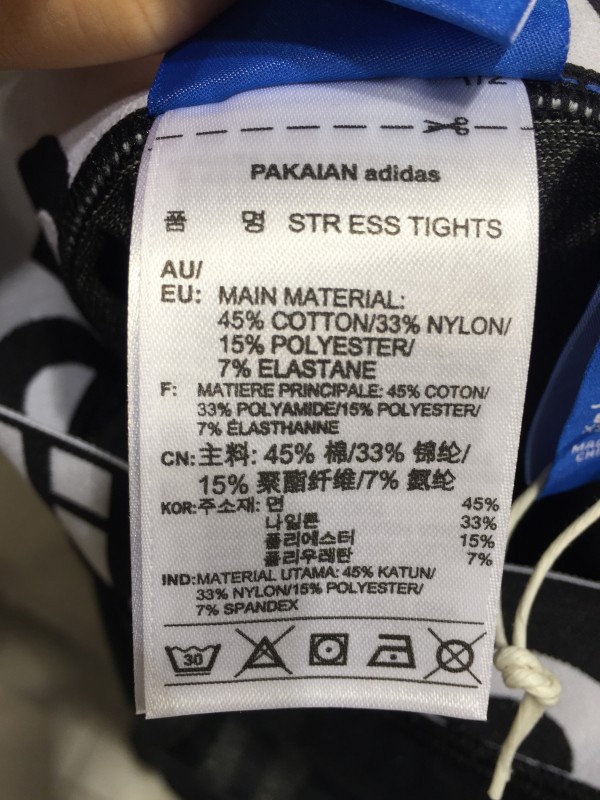 PAKAIAN adidas
품 명 STR ESS TIGHTS
AU/
EU: MAIN MATERIAL:
45% COTTON/33% NYLON/
15% POLYESTER/
7% ELASTANE
F: MATIERE PRINCIPALE: 45% COTON/
33% POLYAMIDE/15% POLYESTER/
7% ÉLASTHANNE
CN:主料: 45% 棉/33% 锦纶/
15% 聚酯纤维/7% 氨纶
KOR:주소재: 면 45%
나일론 33%
폴리에스터 15%
폴리우레탄 7%
IND:MATERIAL UTAMA: 45% KATUN/
33% NYLON/15% POLYESTER/
7% SPANDEX
30